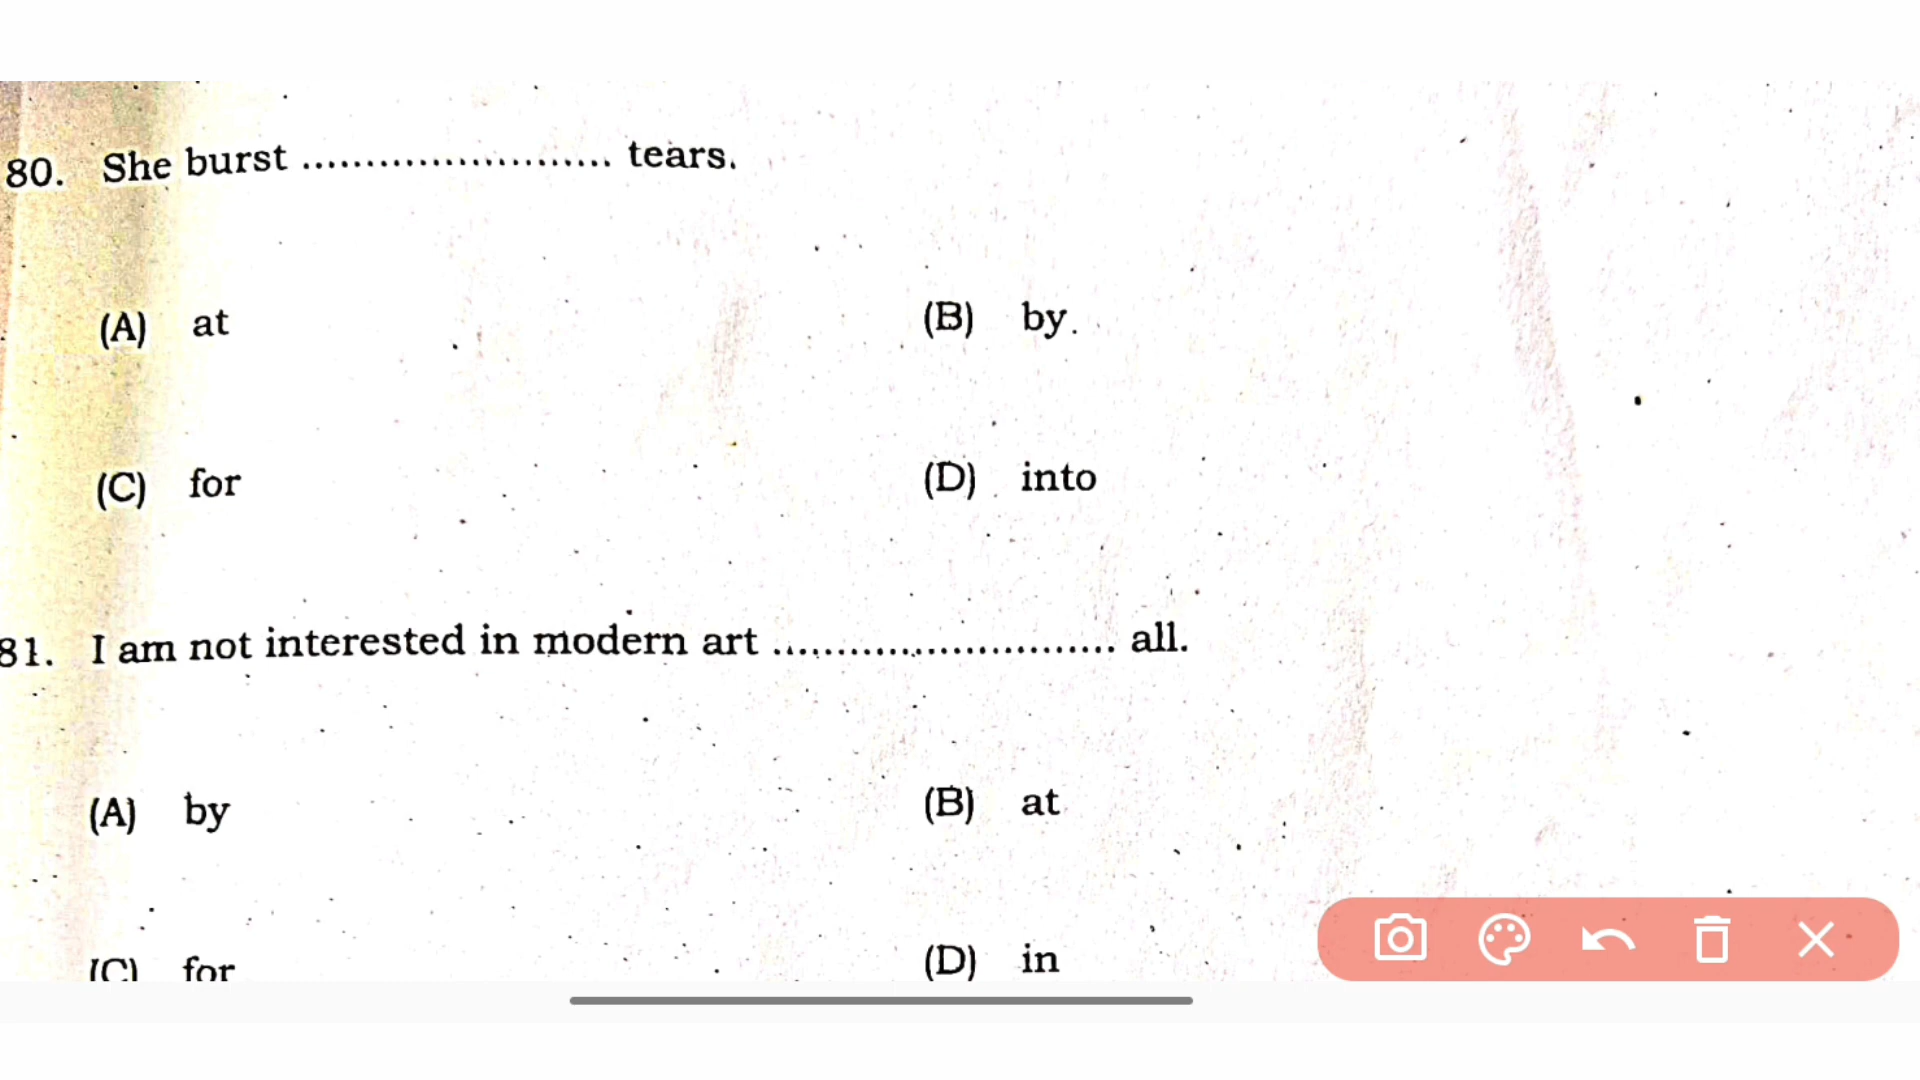 80. She burst ........................ tears.
(A) at (B) by.
(C) for (D) into
81. I am not interested in modern art ........................... all.
(A) by (B) at
(C) for (D) in